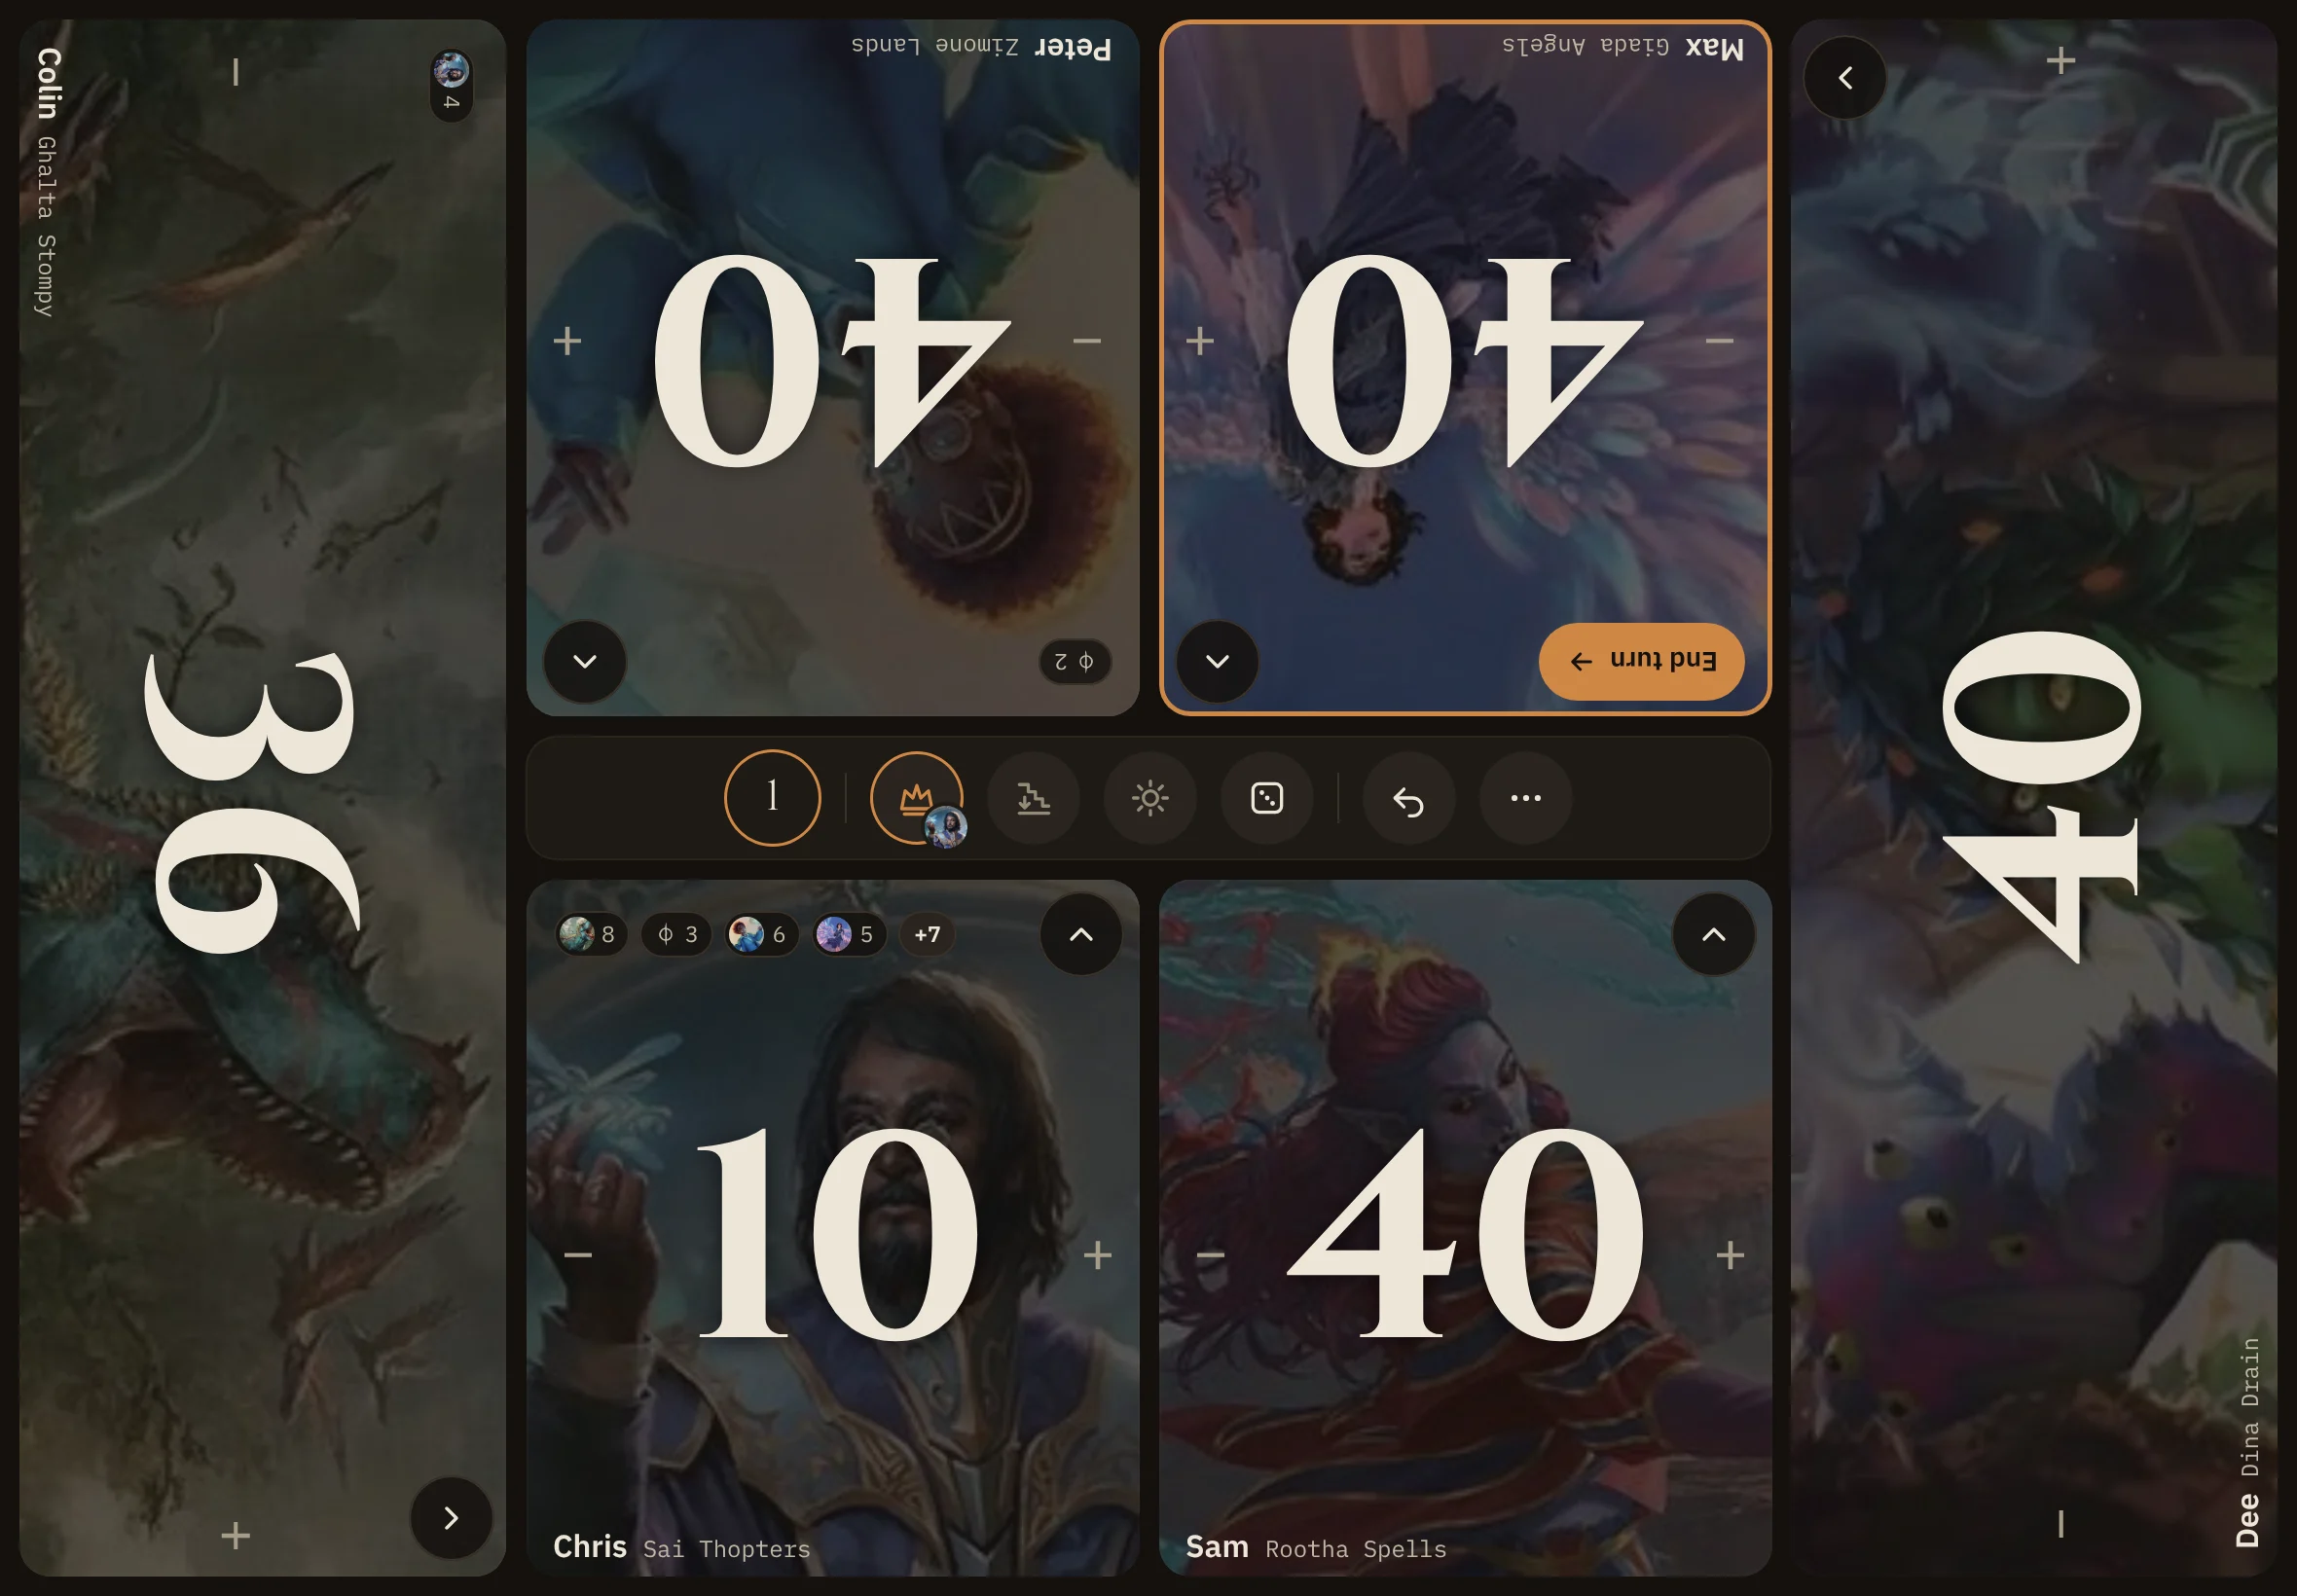 Colin Ghalta Stompy
4
36
Peter Zimone Lands
40
ϕ 2
Max Giada Angels
40
End turn ←
1
8
ϕ 3
6
5
+7
10
Chris Sai Thopters
40
Sam Rootha Spells
40
Dee Dina Drain